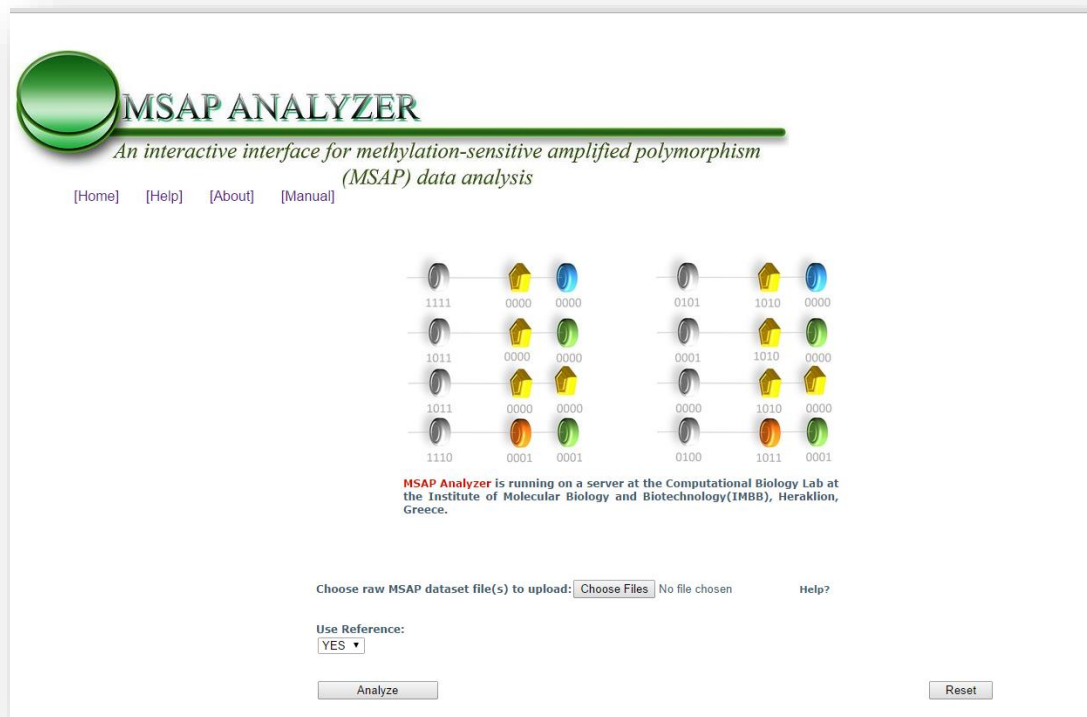 MSAP ANALYZER
An interactive interface for methylation-sensitive amplified polymorphism
(MSAP) data analysis
[Home] [Help] [About] [Manual]
1111 0000 0000 0101 1010 0000
1011 0000 0000 0001 1010 0000
1011 0000 0000 0000 1010 0000
1110 0001 0001 0100 1011 0001
MSAP Analyzer is running on a server at the Computational Biology Lab at
the Institute of Molecular Biology and Biotechnology(IMBB), Heraklion,
Greece.
Choose raw MSAP dataset file(s) to upload: Choose Files No file chosen Help?
Use Reference:
YES
Analyze Reset